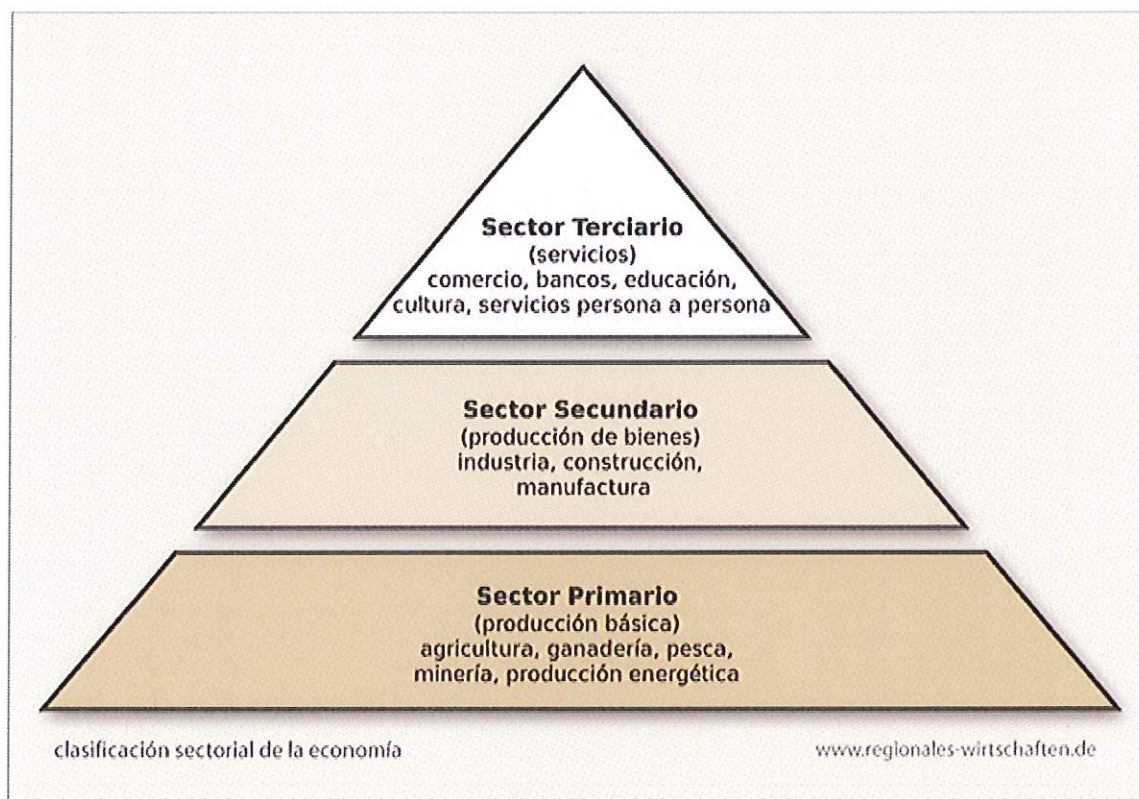 Sector Terciario
(servicios)
comercio, bancos, educación,
cultura, servicios persona a persona
Sector Secundario
(producción de bienes)
industria, construcción,
manufactura
Sector Primario
(producción básica)
agricultura, ganadería, pesca,
minería, producción energética
clasificación sectorial de la economía
www.regionales-wirtschaften.de